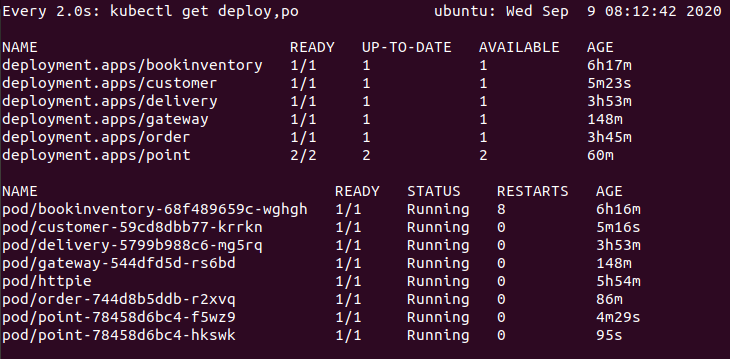 Every 2.0s: kubectl get deploy,po ubuntu: Wed Sep  9 08:12:42 2020
NAME READY UP-TO-DATE AVAILABLE AGE
deployment.apps/bookinventory 1/1 1 1 6h17m
deployment.apps/customer 1/1 1 1 5m23s
deployment.apps/delivery 1/1 1 1 3h53m
deployment.apps/gateway 1/1 1 1 148m
deployment.apps/order 1/1 1 1 3h45m
deployment.apps/point 2/2 2 2 60m
NAME READY STATUS RESTARTS AGE
pod/bookinventory-68f489659c-wghgh 1/1 Running 8 6h16m
pod/customer-59cd8dbb77-krrkn 1/1 Running 0 5m16s
pod/delivery-5799b988c6-mg5rq 1/1 Running 0 3h53m
pod/gateway-544dfd5d-rs6bd 1/1 Running 0 148m
pod/httpie 1/1 Running 0 5h54m
pod/order-744d8b5ddb-r2xvq 1/1 Running 0 86m
pod/point-78458d6bc4-f5wz9 1/1 Running 0 4m29s
pod/point-78458d6bc4-hkswk 1/1 Running 0 95s